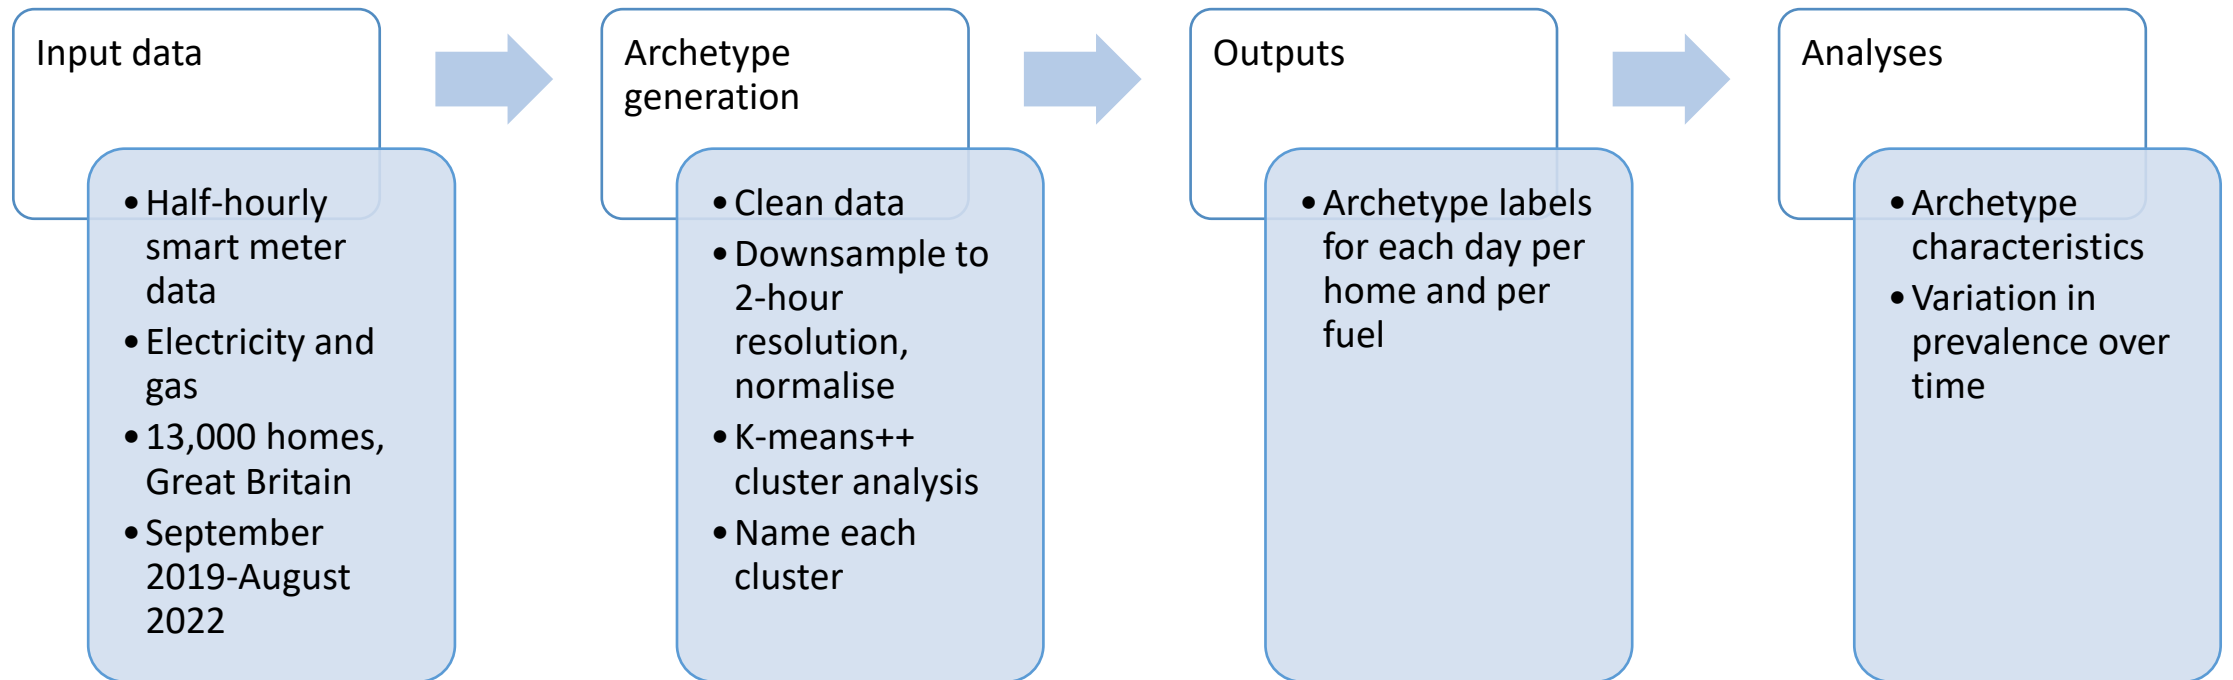 Input data
• Half-hourly
smart meter
data
• Electricity and
gas
• 13,000 homes,
Great Britain
• September
2019-August
2022
Archetype
generation
• Clean data
• Downsample to
2-hour
resolution,
normalise
• K-means++
cluster analysis
• Name each
cluster
Outputs
• Archetype labels
for each day per
home and per
fuel
Analyses
• Archetype
characteristics
• Variation in
prevalence over
time